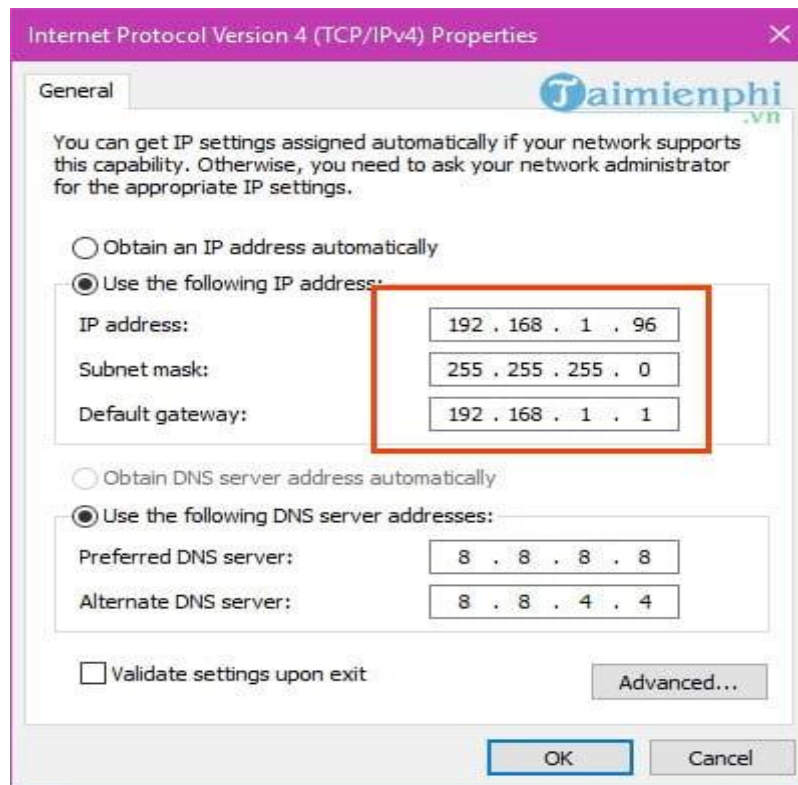 Internet Protocol Version 4 (TCP/IPv4) Properties
General
Taimienphi
.vn
You can get IP settings assigned automatically if your network supports
this capability. Otherwise, you need to ask your network administrator
for the appropriate IP settings.
Obtain an IP address automatically
Use the following IP address:
IP address: 192 . 168 . 1 . 96
Subnet mask: 255 . 255 . 255 . 0
Default gateway: 192 . 168 . 1 . 1
Obtain DNS server address automatically
Use the following DNS server addresses:
Preferred DNS server: 8 . 8 . 8 . 8
Alternate DNS server: 8 . 8 . 4 . 4
Validate settings upon exit
Advanced...
OK Cancel